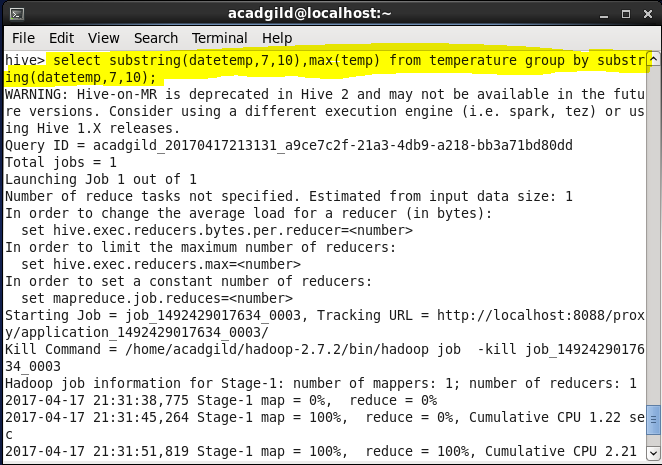 acadgild@localhost:~
File Edit View Search Terminal Help
hive> select substring(datetemp,7,10),max(temp) from temperature group by substr
ing(datetemp,7,10);
WARNING: Hive-on-MR is deprecated in Hive 2 and may not be available in the futu
re versions. Consider using a different execution engine (i.e. spark, tez) or us
ing Hive 1.X releases.
Query ID = acadgild_20170417213131_a9ce7c2f-21a3-4db9-a218-bb3a71bd80dd
Total jobs = 1
Launching Job 1 out of 1
Number of reduce tasks not specified. Estimated from input data size: 1
In order to change the average load for a reducer (in bytes):
  set hive.exec.reducers.bytes.per.reducer=<number>
In order to limit the maximum number of reducers:
  set hive.exec.reducers.max=<number>
In order to set a constant number of reducers:
  set mapreduce.job.reduces=<number>
Starting Job = job_1492429017634_0003, Tracking URL = http://localhost:8088/prox
y/application_1492429017634_0003/
Kill Command = /home/acadgild/hadoop-2.7.2/bin/hadoop job  -kill job_14924290176
34_0003
Hadoop job information for Stage-1: number of mappers: 1; number of reducers: 1
2017-04-17 21:31:38,775 Stage-1 map = 0%,  reduce = 0%
2017-04-17 21:31:45,264 Stage-1 map = 100%,  reduce = 0%, Cumulative CPU 1.22 se
c
2017-04-17 21:31:51,819 Stage-1 map = 100%,  reduce = 100%, Cumulative CPU 2.21